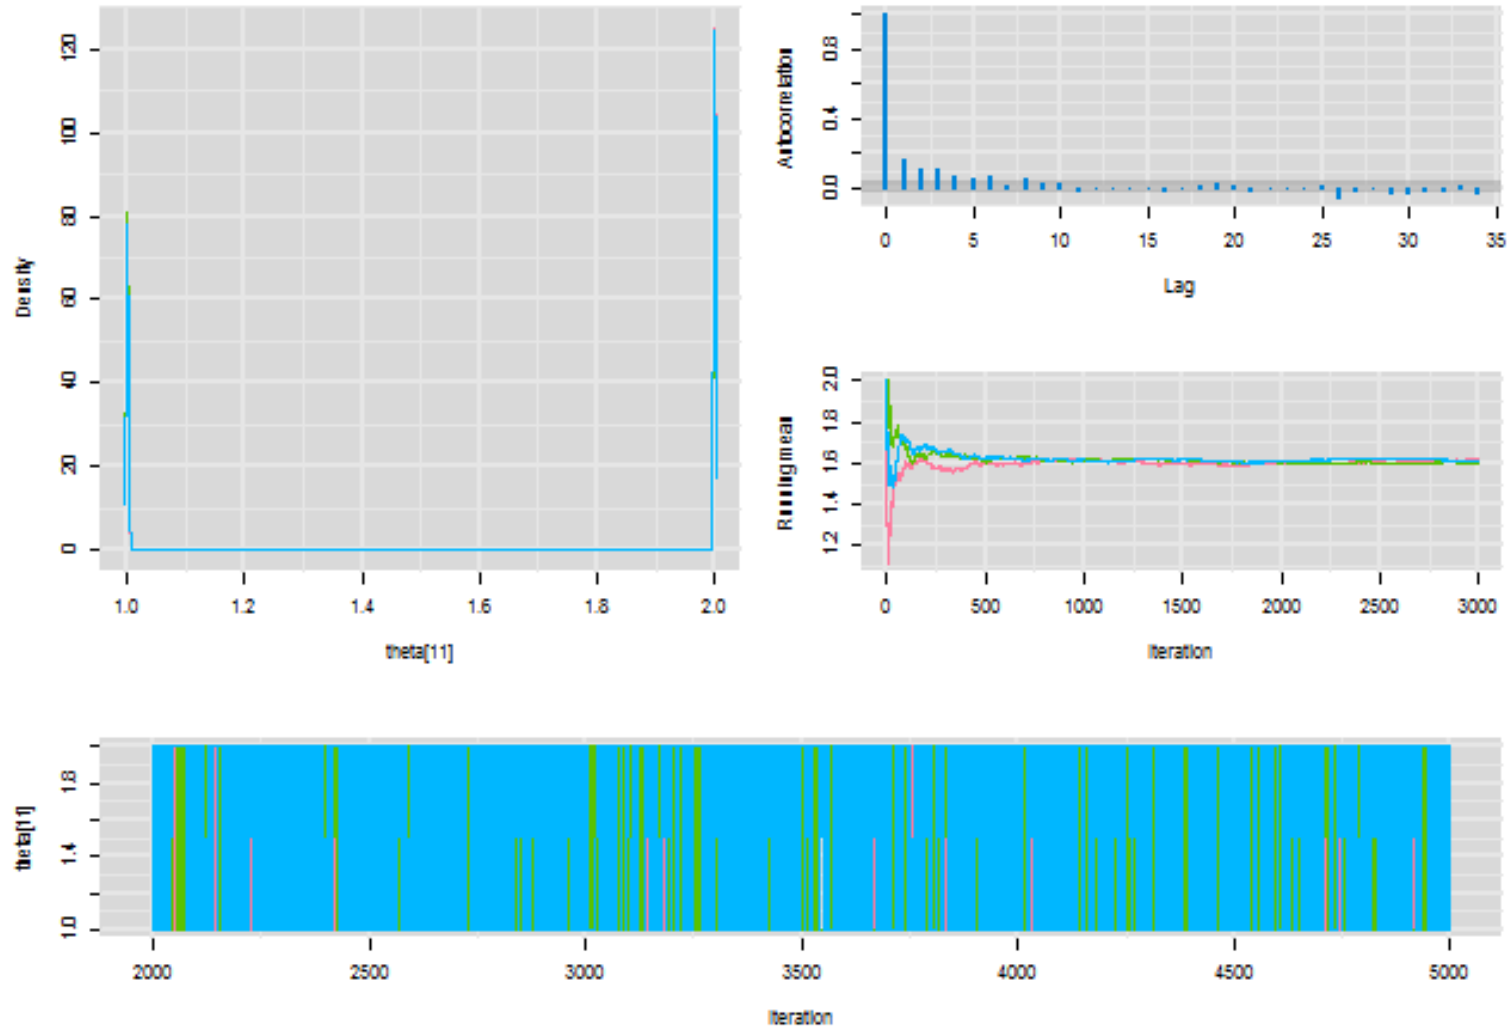 Density
120
100
80
60
40
20
0
1.0 1.2 1.4 1.6 1.8 2.0
theta[11]
Autocorrelation
0.8
0.4
0.0
0 5 10 15 20 25 30 35
Lag
Running mean
2.0
1.8
1.6
1.4
1.2
0 500 1000 1500 2000 2500 3000
Iteration
theta[11]
1.8
1.4
1.0
2000 2500 3000 3500 4000 4500 5000
Iteration